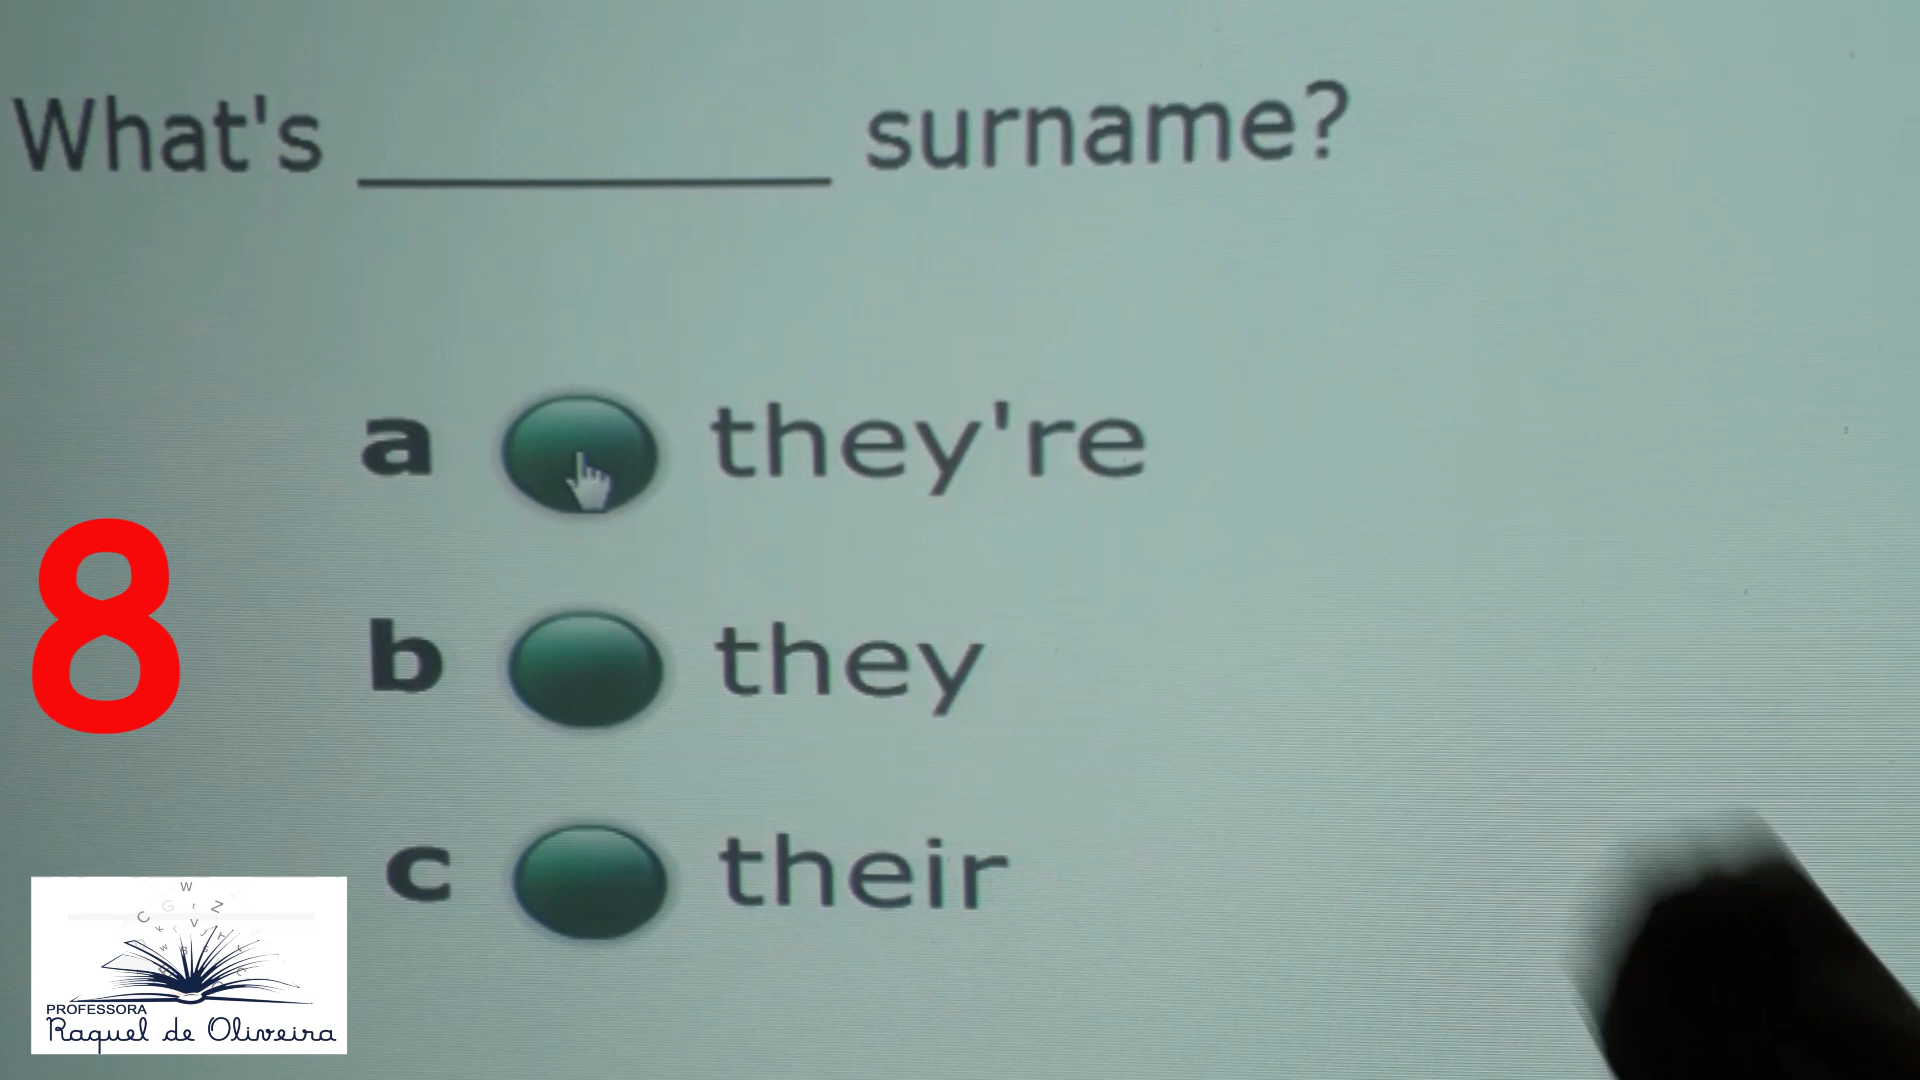 What's __________ surname?
a they're
8
b they
c their
PROFESSORA
Raquel de Oliveira